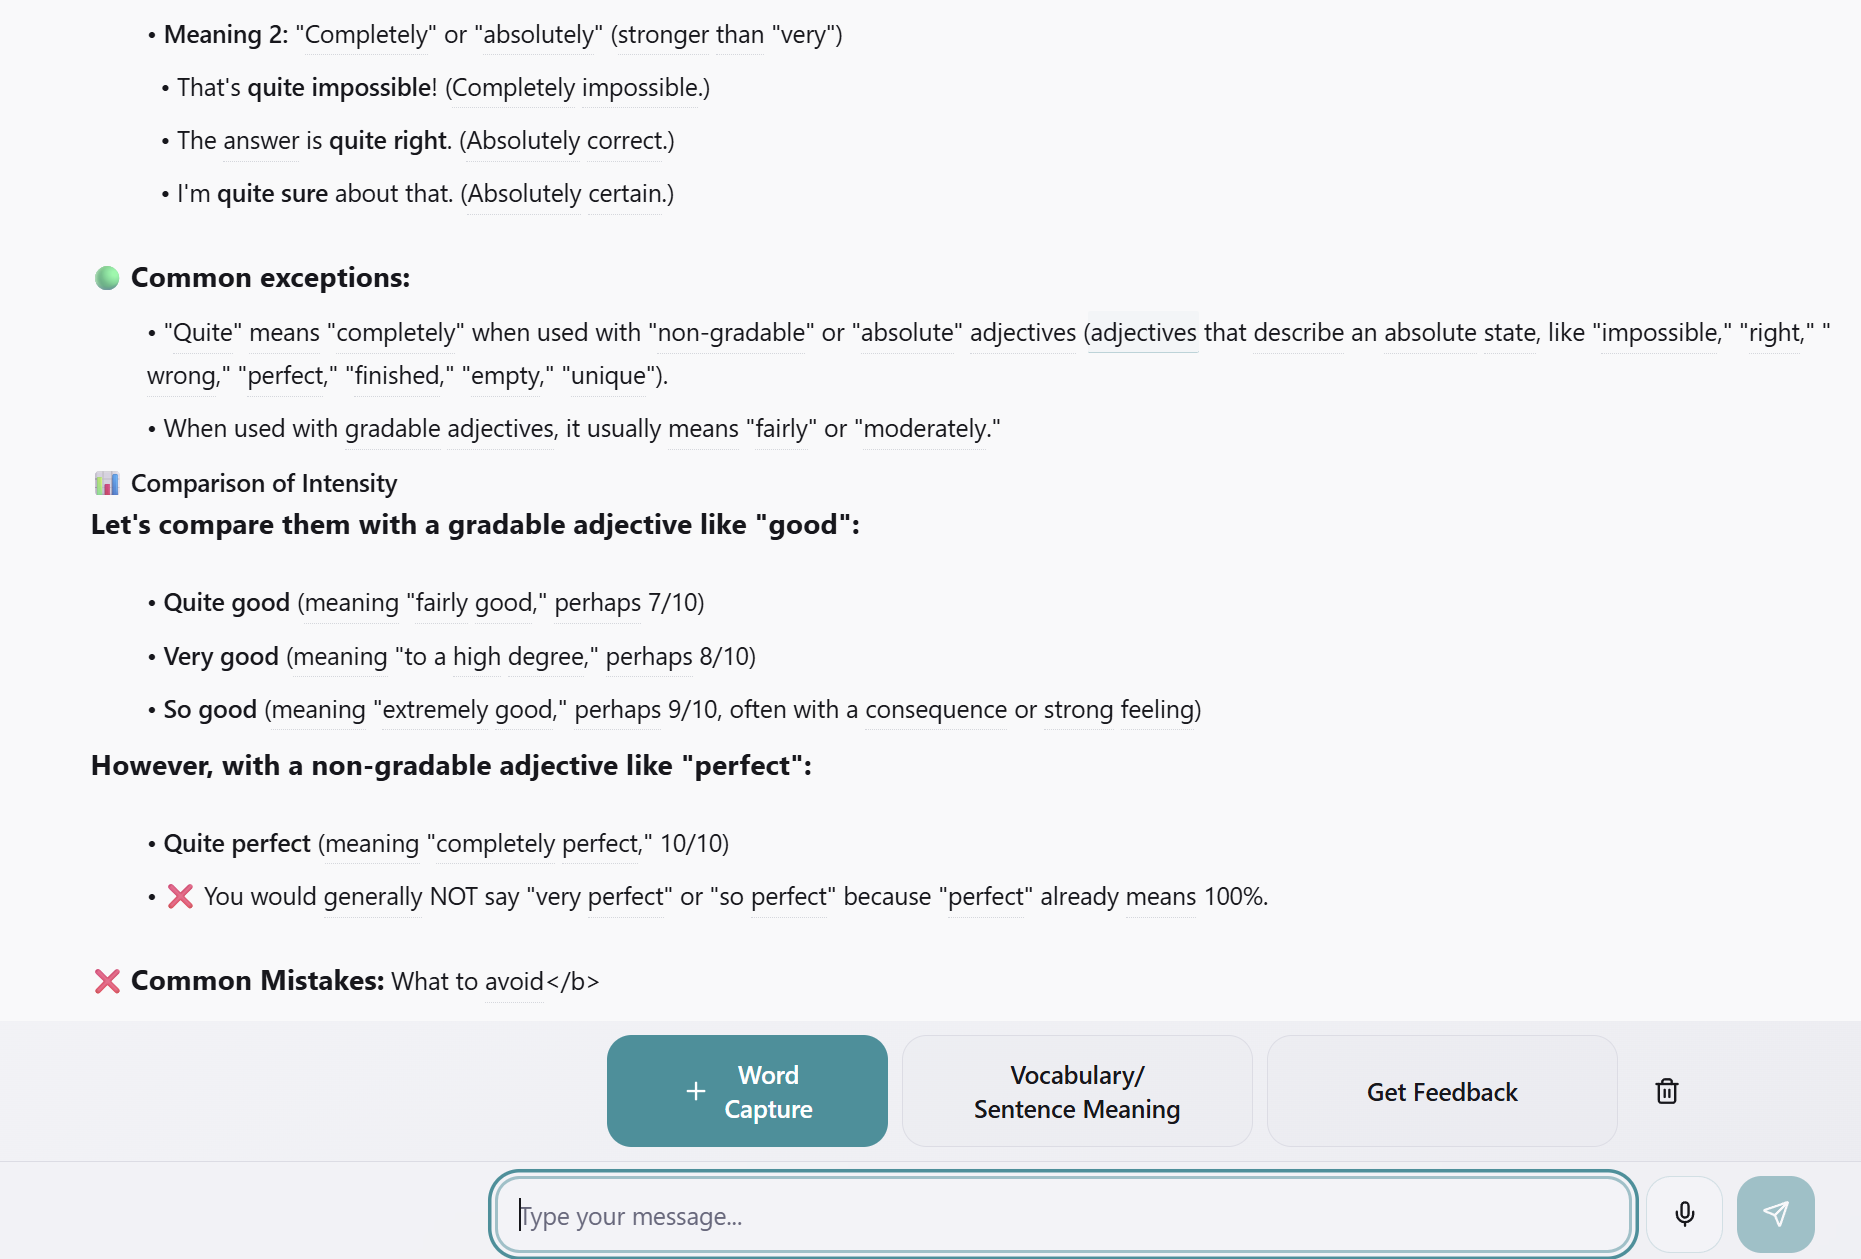 • Meaning 2: "Completely" or "absolutely" (stronger than "very")
• That's quite impossible! (Completely impossible.)
• The answer is quite right. (Absolutely correct.)
• I'm quite sure about that. (Absolutely certain.)
Common exceptions:
• "Quite" means "completely" when used with "non-gradable" or "absolute" adjectives (adjectives that describe an absolute state, like "impossible," "right," "
wrong," "perfect," "finished," "empty," "unique").
• When used with gradable adjectives, it usually means "fairly" or "moderately."
📊 Comparison of Intensity
Let's compare them with a gradable adjective like "good":
• Quite good (meaning "fairly good," perhaps 7/10)
• Very good (meaning "to a high degree," perhaps 8/10)
• So good (meaning "extremely good," perhaps 9/10, often with a consequence or strong feeling)
However, with a non-gradable adjective like "perfect":
• Quite perfect (meaning "completely perfect," 10/10)
• ❌ You would generally NOT say "very perfect" or "so perfect" because "perfect" already means 100%.
❌ Common Mistakes: What to avoid</b>
+ Word
Capture
Vocabulary/
Sentence Meaning
Get Feedback
Type your message...